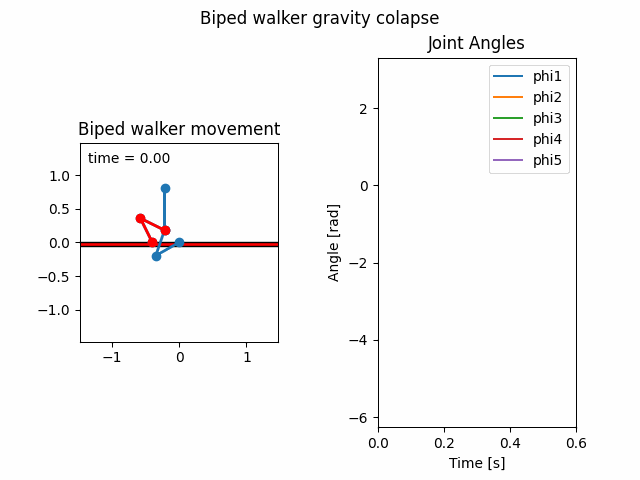 Biped walker gravity colapse
Biped walker movement
time = 0.00
1.0
0.5
0.0
−0.5
−1.0
−1 0 1
Joint Angles
phi1
phi2
phi3
phi4
phi5
Angle [rad]
2
0
−2
−4
−6
0.0 0.2 0.4 0.6
Time [s]